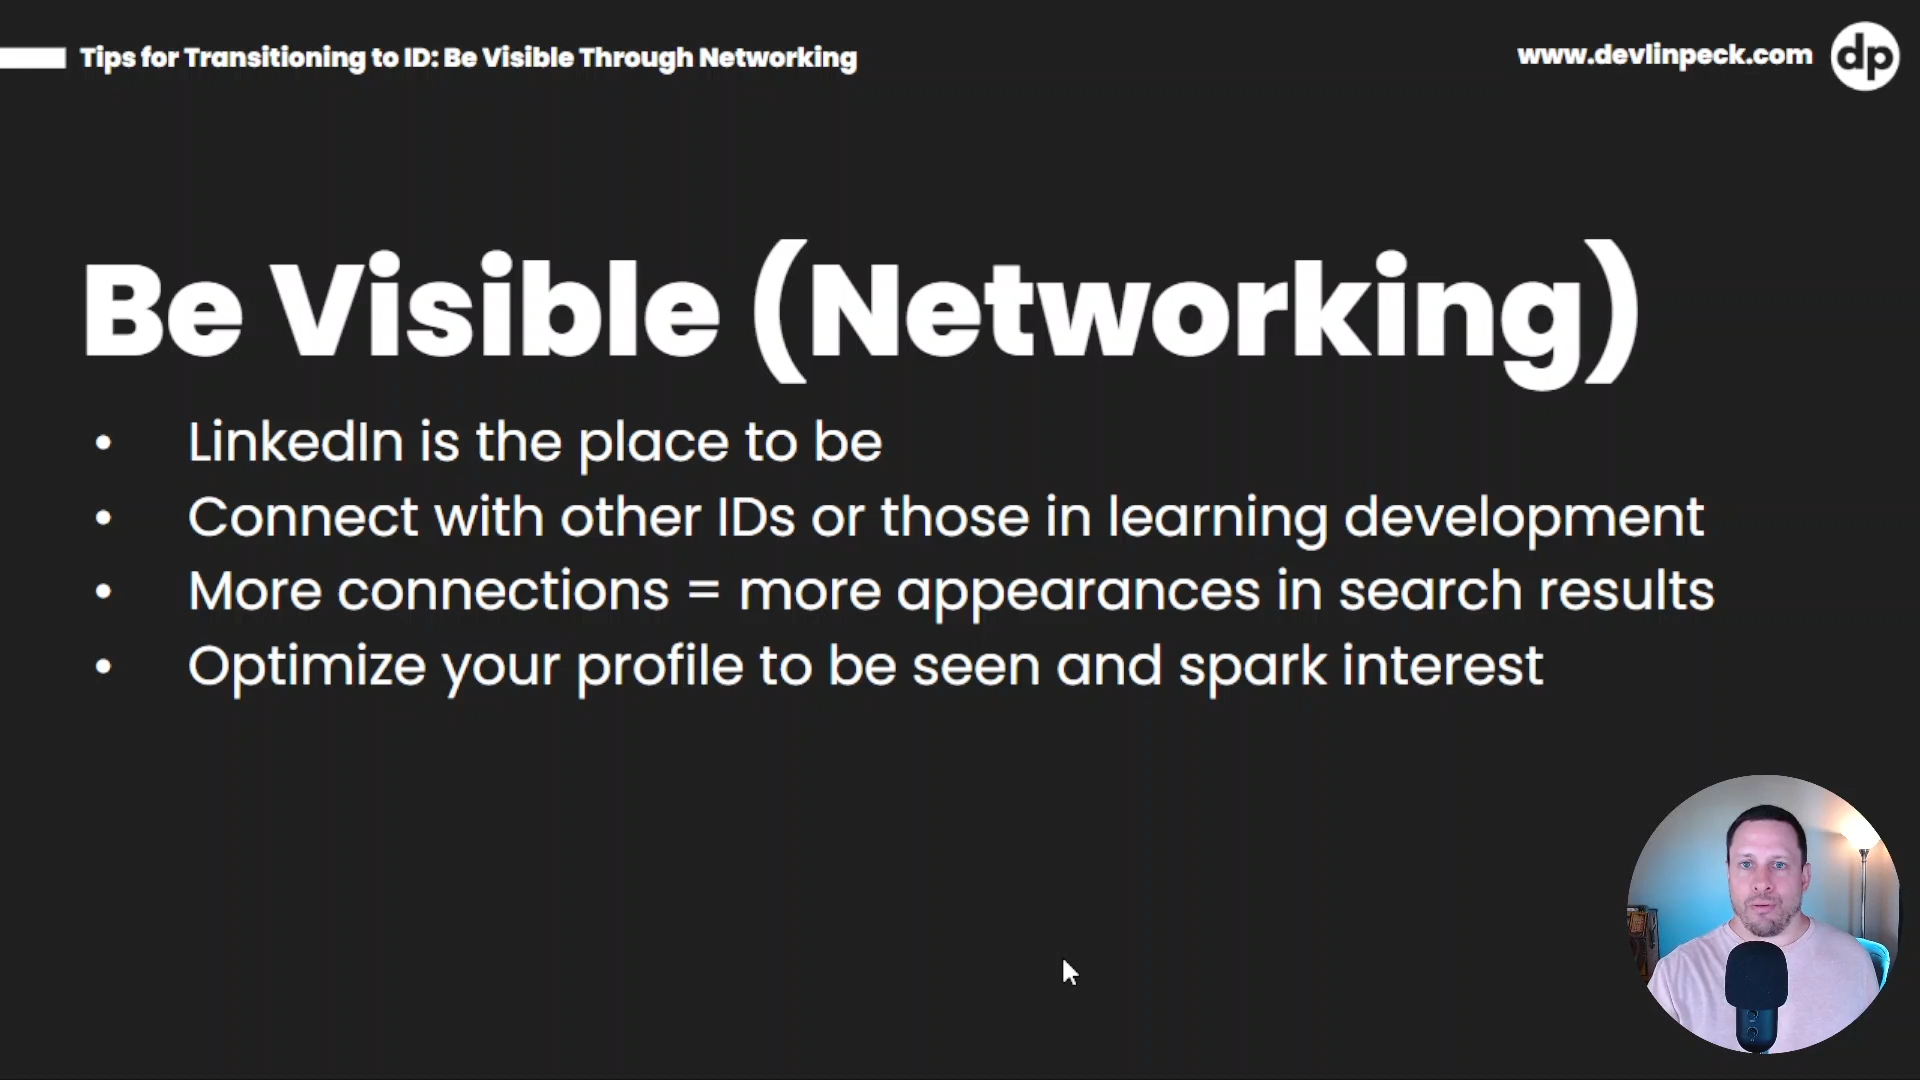 Tips for Transitioning to ID: Be Visible Through Networking
www.devlinpeck.com
dp
Be Visible (Networking)
• LinkedIn is the place to be
• Connect with other IDs or those in learning development
• More connections = more appearances in search results
• Optimize your profile to be seen and spark interest